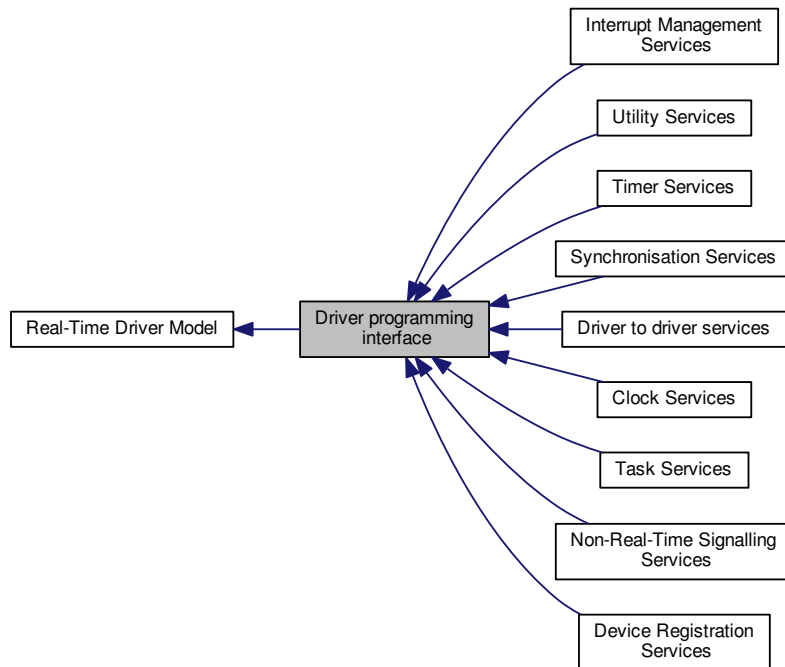 Interrupt Management
Services
Utility Services
Timer Services
Synchronisation Services
Real-Time Driver Model
Driver programming
interface
Driver to driver services
Clock Services
Task Services
Non-Real-Time Signalling
Services
Device Registration
Services